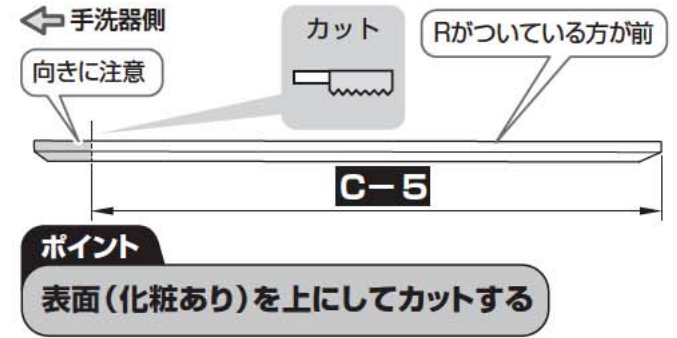 手洗器側
カット
Rがついている方が前
向きに注意
C−5
ポイント
表面(化粧あり)を上にしてカットする